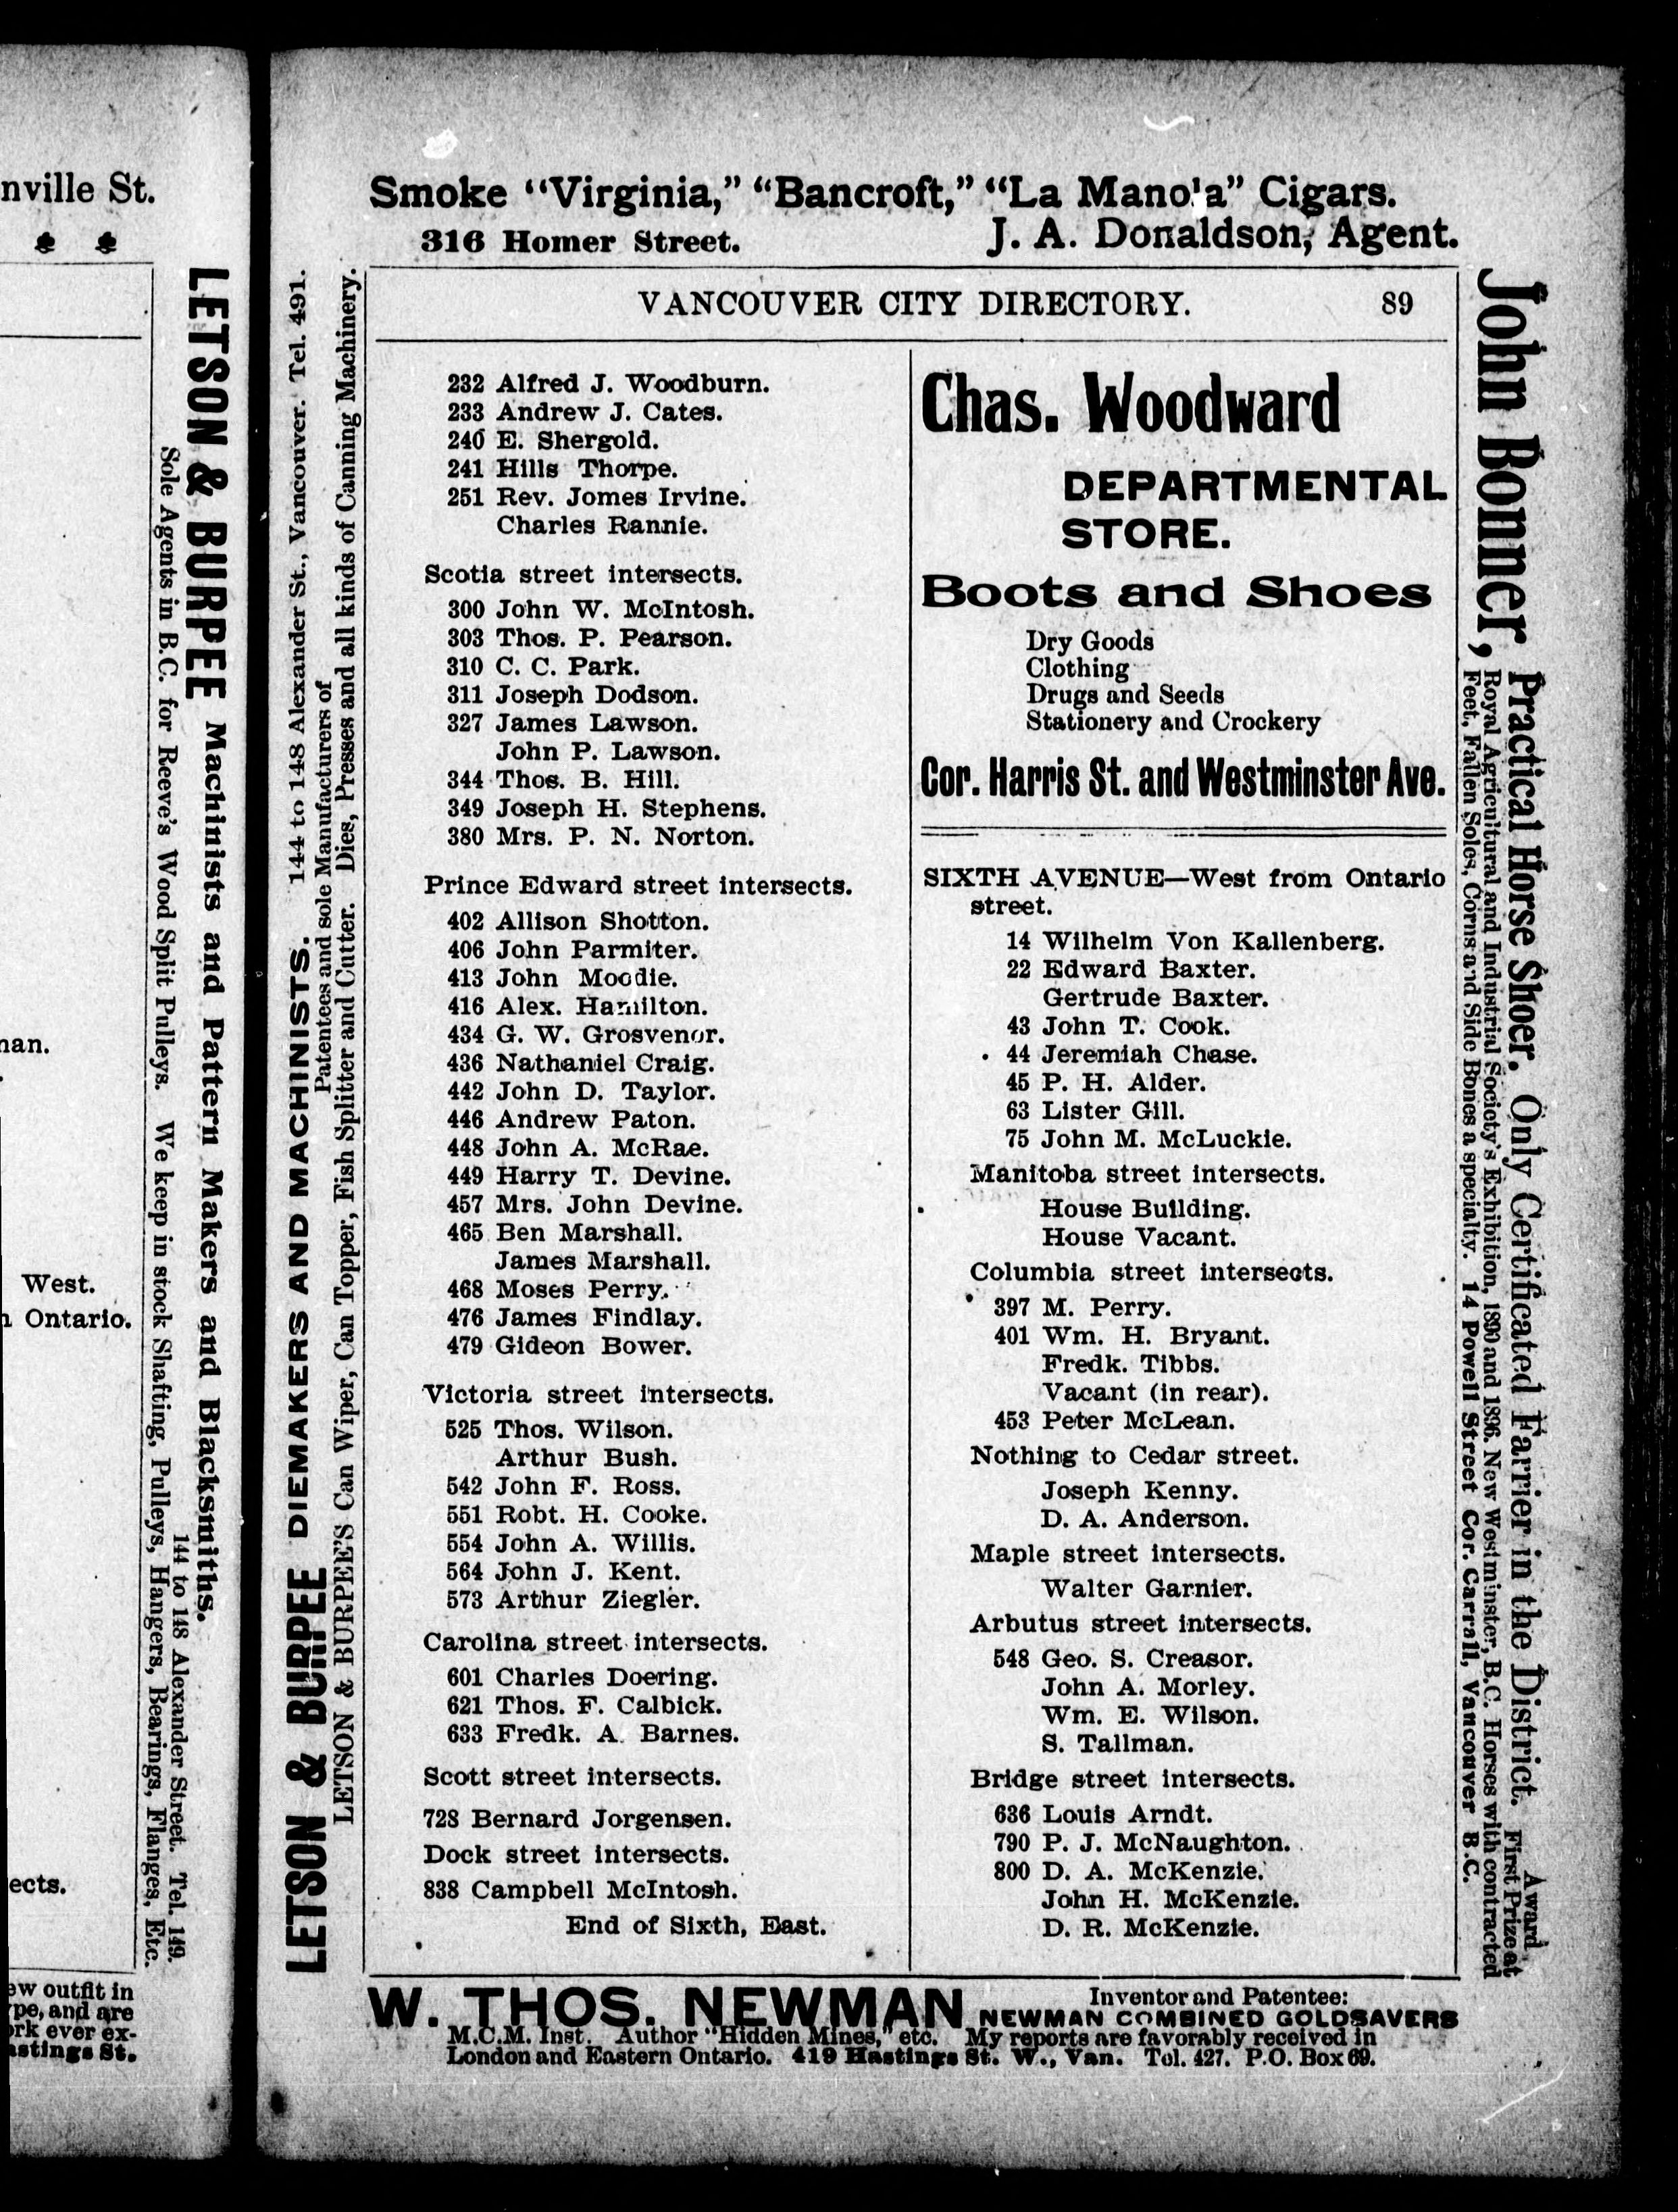 nville St.
LETSON & BURPEE Machinists and Pattern Makers and Blacksmiths.
144 to 148 Alexander Street. Tel. 149.
Sole Agents in B.C. for Reeve's Wood Split Pulleys. We keep in stock Shafting, Pulleys, Hangers, Bearings, Flanges, Etc.
nan.
West.
n Ontario.
ects.
ew outfit in
ype, and are
ork ever ex-
astings St.
Smoke "Virginia," "Bancroft," "La Mano'a" Cigars.
316 Homer Street. J. A. Donaldson, Agent.
LETSON & BURPEE DIEMAKERS AND MACHINISTS. 144 to 148 Alexander St., Vancouver. Tel. 491.
Patentees and sole Manufacturers of
LETSON & BURPEE'S Can Wiper, Can Topper, Fish Splitter and Cutter. Dies, Presses and all kinds of Canning Machinery.
VANCOUVER CITY DIRECTORY. 89
232 Alfred J. Woodburn.
233 Andrew J. Cates.
240 E. Shergold.
241 Hills Thorpe.
251 Rev. Jomes Irvine.
Charles Rannie.
Scotia street intersects.
300 John W. McIntosh.
303 Thos. P. Pearson.
310 C. C. Park.
311 Joseph Dodson.
327 James Lawson.
John P. Lawson.
344 Thos. B. Hill.
349 Joseph H. Stephens.
380 Mrs. P. N. Norton.
Prince Edward street intersects.
402 Allison Shotton.
406 John Parmiter.
413 John Moodie.
416 Alex. Hamilton.
434 G. W. Grosvenor.
436 Nathaniel Craig.
442 John D. Taylor.
446 Andrew Paton.
448 John A. McRae.
449 Harry T. Devine.
457 Mrs. John Devine.
465 Ben Marshall.
James Marshall.
468 Moses Perry.
476 James Findlay.
479 Gideon Bower.
Victoria street intersects.
525 Thos. Wilson.
Arthur Bush.
542 John F. Ross.
551 Robt. H. Cooke.
554 John A. Willis.
564 John J. Kent.
573 Arthur Ziegler.
Carolina street intersects.
601 Charles Doering.
621 Thos. F. Calbick.
633 Fredk. A. Barnes.
Scott street intersects.
728 Bernard Jorgensen.
Dock street intersects.
838 Campbell McIntosh.
End of Sixth, East.
Chas. Woodward
DEPARTMENTAL
STORE.
Boots and Shoes
Dry Goods
Clothing
Drugs and Seeds
Stationery and Crockery
Cor. Harris St. and Westminster Ave.
SIXTH AVENUE—West from Ontario
street.
14 Wilhelm Von Kallenberg.
22 Edward Baxter.
Gertrude Baxter.
43 John T. Cook.
44 Jeremiah Chase.
45 P. H. Alder.
63 Lister Gill.
75 John M. McLuckie.
Manitoba street intersects.
House Building.
House Vacant.
Columbia street intersects.
397 M. Perry.
401 Wm. H. Bryant.
Fredk. Tibbs.
Vacant (in rear).
453 Peter McLean.
Nothing to Cedar street.
Joseph Kenny.
D. A. Anderson.
Maple street intersects.
Walter Garnier.
Arbutus street intersects.
548 Geo. S. Creasor.
John A. Morley.
Wm. E. Wilson.
S. Tallman.
Bridge street intersects.
636 Louis Arndt.
790 P. J. McNaughton.
800 D. A. McKenzie.
John H. McKenzie.
D. R. McKenzie.
John Bonner, Practical Horse Shoer. Only Certificated Farrier in the District. Award
First Prize at
Royal Agricultural and Industrial Society's Exhibition, 1890 and 1896. New Westminster, B.C. Horses with contracted
Feet, Fallen Soles, Corns and Side Bones a specialty. 14 Powell Street Cor. Carrall, Vancouver B.C.
W. THOS. NEWMAN Inventor and Patentee:
NEWMAN COMBINED GOLDSAVERS
M.C.M. Inst. Author "Hidden Mines," etc. My reports are favorably received in
London and Eastern Ontario. 419 Hastings St. W., Van. Tel. 427. P.O. Box 69.